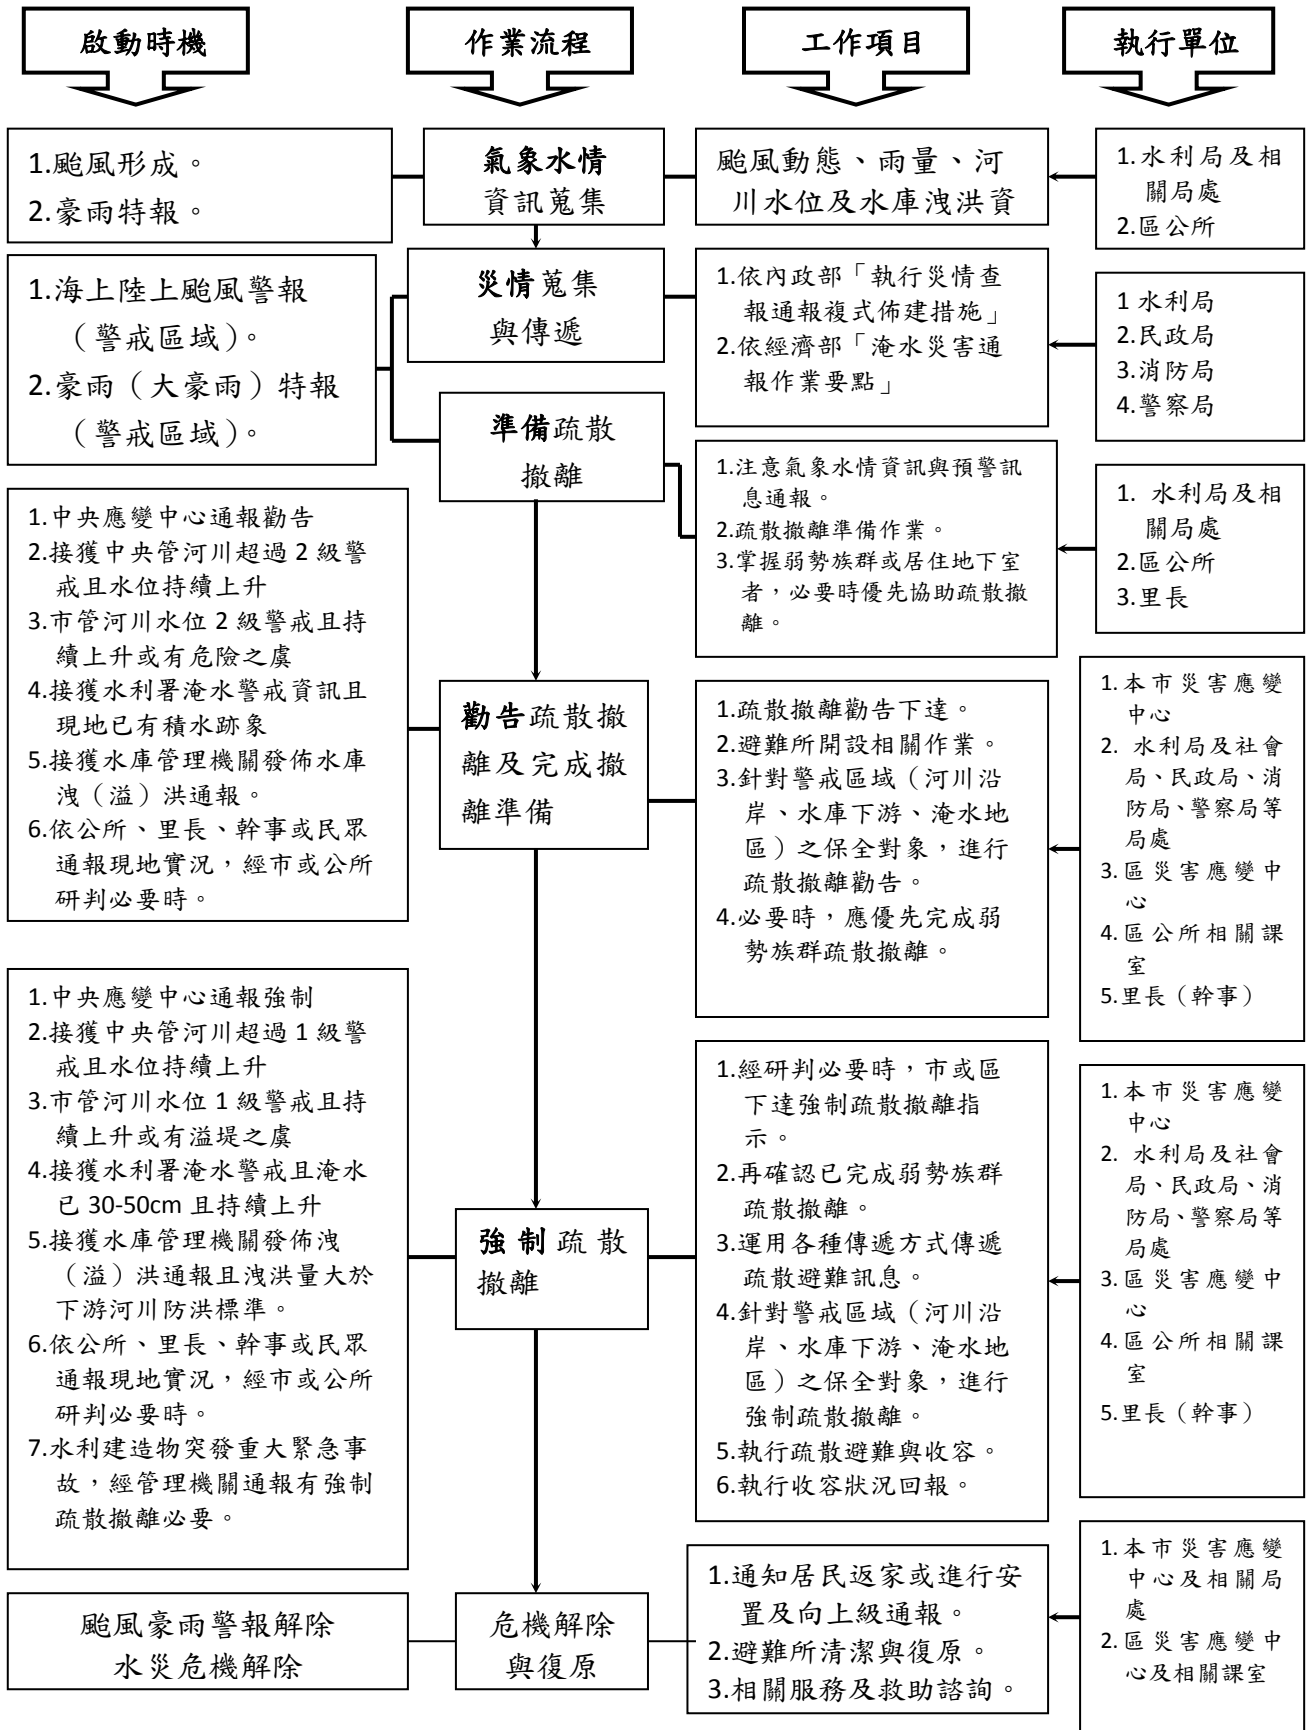 啟動時機
作業流程
工作項目
執行單位
1.颱風形成。
2.豪雨特報。
氣象水情
資訊蒐集
颱風動態、雨量、河
川水位及水庫洩洪資
1.水利局及相
關局處
2.區公所
1.海上陸上颱風警報
（警戒區域）。
2.豪雨（大豪雨）特報
（警戒區域）。
災情蒐集
與傳遞
1.依內政部「執行災情查
報通報複式佈建措施」
2.依經濟部「淹水災害通
報作業要點」
1 水利局
2.民政局
3.消防局
4.警察局
準備疏散
撤離
1.注意氣象水情資訊與預警訊
息通報。
2.疏散撤離準備作業。
3.掌握弱勢族群或居住地下室
者，必要時優先協助疏散撤
離。
1. 水利局及相
關局處
2.區公所
3.里長
1.中央應變中心通報勸告
2.接獲中央管河川超過 2 級警
戒且水位持續上升
3.市管河川水位 2 級警戒且持
續上升或有危險之虞
4.接獲水利署淹水警戒資訊且
現地已有積水跡象
5.接獲水庫管理機關發佈水庫
洩（溢）洪通報。
6.依公所、里長、幹事或民眾
通報現地實況，經市或公所
研判必要時。
勸告疏散撤
離及完成撤
離準備
1.疏散撤離勸告下達。
2.避難所開設相關作業。
3.針對警戒區域（河川沿
岸、水庫下游、淹水地
區）之保全對象，進行
疏散撤離勸告。
4.必要時，應優先完成弱
勢族群疏散撤離。
1.本市災害應變
中心
2. 水利局及社會
局、民政局、消
防局、警察局等
局處
3.區災害應變中
心
4.區公所相關課
室
5.里長（幹事）
1.中央應變中心通報強制
2.接獲中央管河川超過 1 級警
戒且水位持續上升
3.市管河川水位 1 級警戒且持
續上升或有溢堤之虞
4.接獲水利署淹水警戒且淹水
已 30-50cm 且持續上升
5.接獲水庫管理機關發佈洩
（溢）洪通報且洩洪量大於
下游河川防洪標準。
6.依公所、里長、幹事或民眾
通報現地實況，經市或公所
研判必要時。
7.水利建造物突發重大緊急事
故，經管理機關通報有強制
疏散撤離必要。
強制疏散
撤離
1.經研判必要時，市或區
下達強制疏散撤離指
示。
2.再確認已完成弱勢族群
疏散撤離。
3.運用各種傳遞方式傳遞
疏散避難訊息。
4.針對警戒區域（河川沿
岸、水庫下游、淹水地
區）之保全對象，進行
強制疏散撤離。
5.執行疏散避難與收容。
6.執行收容狀況回報。
1.本市災害應變
中心
2. 水利局及社會
局、民政局、消
防局、警察局等
局處
3.區災害應變中
心
4.區公所相關課
室
5.里長（幹事）
颱風豪雨警報解除
水災危機解除
危機解除
與復原
1.通知居民返家或進行安
置及向上級通報。
2.避難所清潔與復原。
3.相關服務及救助諮詢。
1.本市災害應變
中心及相關局
處
2.區災害應變中
心及相關課室